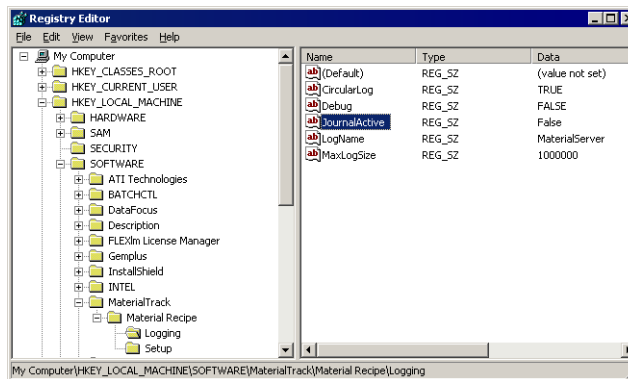 Registry Editor
File Edit View Favorites Help
My Computer
HKEY_CLASSES_ROOT
HKEY_CURRENT_USER
HKEY_LOCAL_MACHINE
HARDWARE
SAM
SECURITY
SOFTWARE
ATI Technologies
BATCHCTL
DataFocus
Description
FLEXlm License Manager
Gemplus
InstallShield
INTEL
MaterialTrack
Material Recipe
Logging
Setup
Name Type Data
(Default) REG_SZ (value not set)
CircularLog REG_SZ TRUE
Debug REG_SZ FALSE
JournalActive REG_SZ False
LogName REG_SZ MaterialServer
MaxLogSize REG_SZ 1000000
My Computer\HKEY_LOCAL_MACHINE\SOFTWARE\MaterialTrack\Material Recipe\Logging